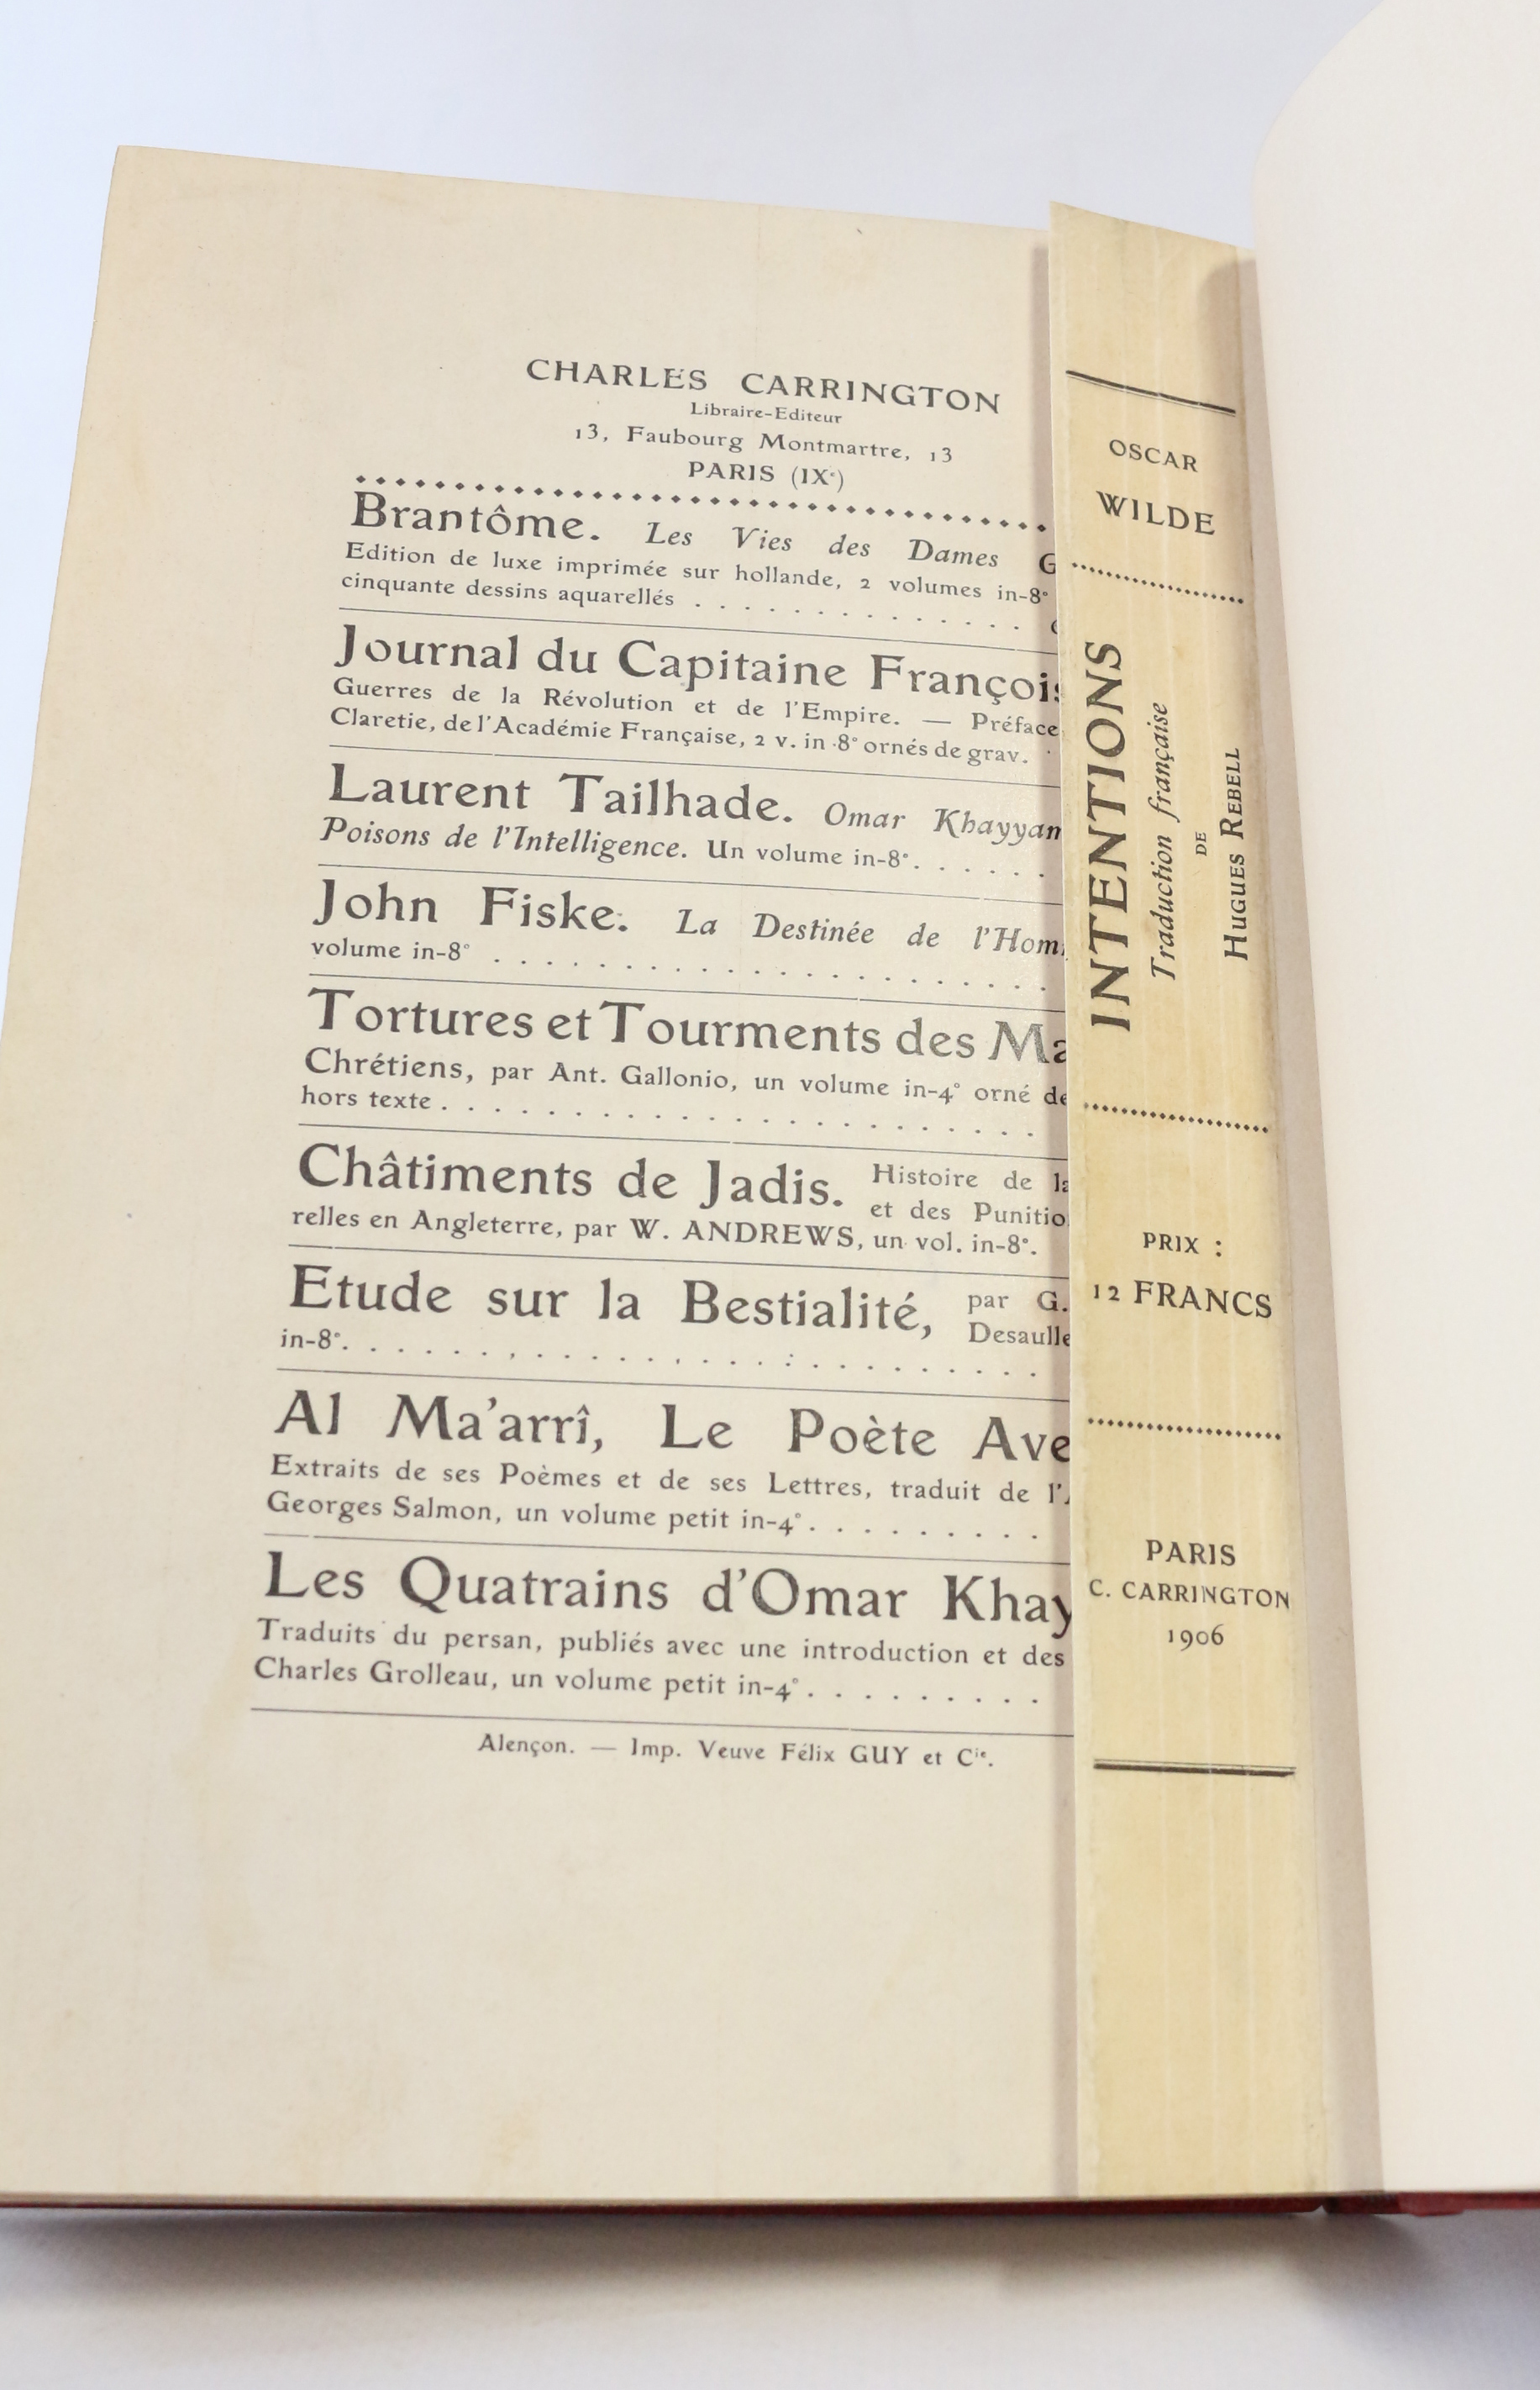 CHARLES CARRINGTON
Libraire-Editeur
13, Faubourg Montmartre, 13
PARIS (IXe)
Brantôme. Les Vies des Dames
Edition de luxe imprimée sur hollande, 2 volumes in-8°
cinquante dessins aquarellés . . . . . . . . . . . . . .
Journal du Capitaine François
Guerres de la Révolution et de l'Empire. — Préface
Claretie, de l'Académie Française, 2 v. in-8° ornés de grav.
Laurent Tailhade. Omar Khayyam
Poisons de l'Intelligence. Un volume in-8°. . . . . .
John Fiske. La Destinée de
volume in-8° . . . . . . . . . . . . . . . . . . . . .
Tortures et Tourments des
Chrétiens, par Ant. Gallonio, un volume in-4° orné de
hors texte . . . . . . . . . . . . . . . . . . .
Châtiments de Jadis. Histoire de
et des
relles en Angleterre, par W. ANDREWS, un vol. in-8°.
Etude sur la Bestialité, par G.
in-8°. . . . . . . . . . . . . . . . . . . . . . . . . .
Al Ma'arrî, Le Poète
Extraits de ses Poèmes et de ses Lettres, traduit de
Georges Salmon, un volume petit in-4°. . . . . . . . .
Les Quatrains d'Omar
Traduits du persan, publiés avec une introduction et des
Charles Grolleau, un volume petit in-4°. . . . . . . . .
Alençon. — Imp. Veuve Félix GUY et Cie.
OSCAR
WILDE
INTENTIONS
Traduction française
DE
HUGUES REBELL
PRIX :
12 FRANCS
PARIS
C. CARRINGTON
1906